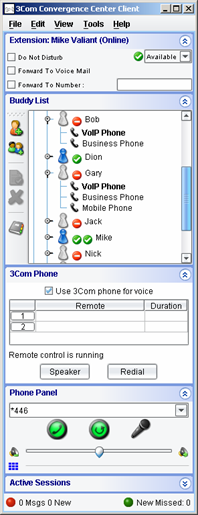 3Com Convergence Center Client
File Edit View Tools Help
Extension: Mike Valiant (Online)
Do Not Disturb
Available
Forward To Voice Mail
Forward To Number:
Buddy List
Bob
VoIP Phone
Business Phone
Dion
Gary
VoIP Phone
Business Phone
Mobile Phone
Jack
Mike
Nick
3Com Phone
Use 3Com phone for voice
Remote Duration
1
2
Remote control is running
Speaker Redial
Phone Panel
*446
Active Sessions
0 Msgs 0 New New Missed: 0